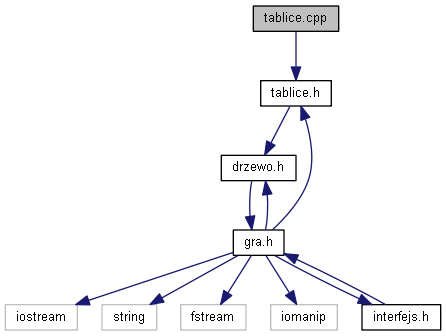 tablice.cpp
tablice.h
drzewo.h
gra.h
iostream
string
fstream
iomanip
interfejs.h